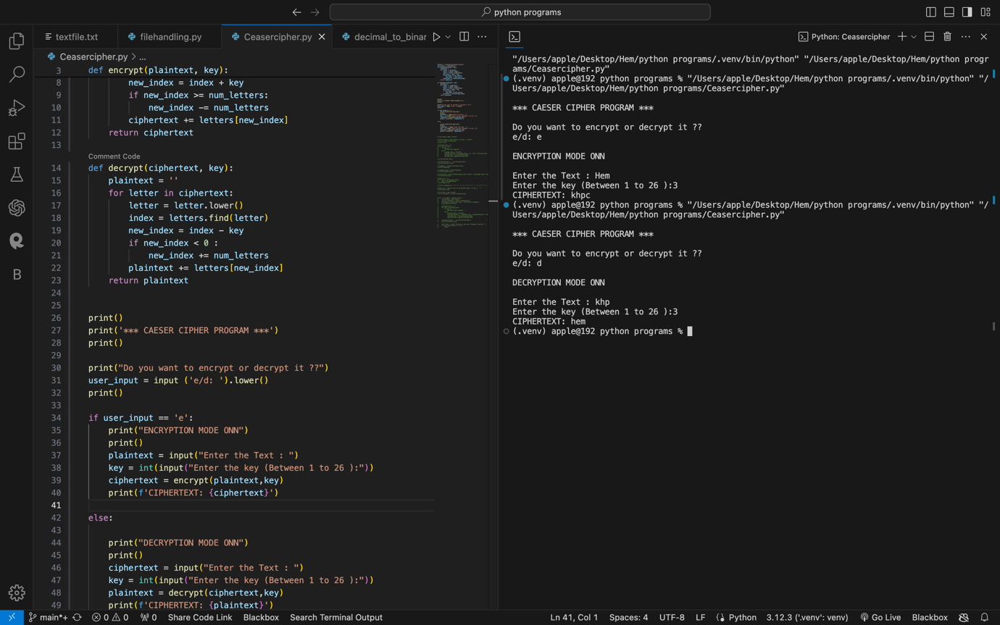 python programs
textfile.txt
filehandling.py
Ceasercipher.py
decimal_to_binar
Python: Ceasercipher
Ceasercipher.py > ...
3 def encrypt(plaintext, key):
8 new_index = index + key
9 if new_index >= num_letters:
10 new_index -= num_letters
11 ciphertext += letters[new_index]
12 return ciphertext
13
Comment Code
14 def decrypt(ciphertext, key):
15 plaintext = ''
16 for letter in ciphertext:
17 letter = letter.lower()
18 index = letters.find(letter)
19 new_index = index - key
20 if new_index < 0 :
21 new_index += num_letters
22 plaintext += letters[new_index]
23 return plaintext
24
25
26 print()
27 print('*** CAESER CIPHER PROGRAM ***')
28 print()
29
30 print("Do you want to encrypt or decrypt it ??")
31 user_input = input ('e/d: ').lower()
32 print()
33
34 if user_input == 'e':
35 print("ENCRYPTION MODE ONN")
36 print()
37 plaintext = input("Enter the Text : ")
38 key = int(input("Enter the key (Between 1 to 26 ):"))
39 ciphertext = encrypt(plaintext,key)
40 print(f'CIPHERTEXT: {ciphertext}')
41
42 else:
43
44 print("DECRYPTION MODE ONN")
45 print()
46 ciphertext = input("Enter the Text : ")
47 key = int(input("Enter the key (Between 1 to 26 ):"))
48 plaintext = decrypt(ciphertext,key)
49 print(f'CIPHERTEXT: {plaintext}')
"/Users/apple/Desktop/Hem/python programs/.venv/bin/python" "/Users/apple/Desktop/Hem/python progr
ams/Ceasercipher.py"
(.venv) apple@192 python programs % "/Users/apple/Desktop/Hem/python programs/.venv/bin/python" "/
Users/apple/Desktop/Hem/python programs/Ceasercipher.py"
*** CAESER CIPHER PROGRAM ***
Do you want to encrypt or decrypt it ??
e/d: e
ENCRYPTION MODE ONN
Enter the Text : Hem
Enter the key (Between 1 to 26 ):3
CIPHERTEXT: khpc
(.venv) apple@192 python programs % "/Users/apple/Desktop/Hem/python programs/.venv/bin/python" "/
Users/apple/Desktop/Hem/python programs/Ceasercipher.py"
*** CAESER CIPHER PROGRAM ***
Do you want to encrypt or decrypt it ??
e/d: d
DECRYPTION MODE ONN
Enter the Text : khp
Enter the key (Between 1 to 26 ):3
CIPHERTEXT: hem
(.venv) apple@192 python programs %
main*+ 0 0 0 Share Code Link Blackbox Search Terminal Output Ln 41, Col 1 Spaces: 4 UTF-8 LF Python 3.12.3 ('.venv': venv) Go Live Blackbox